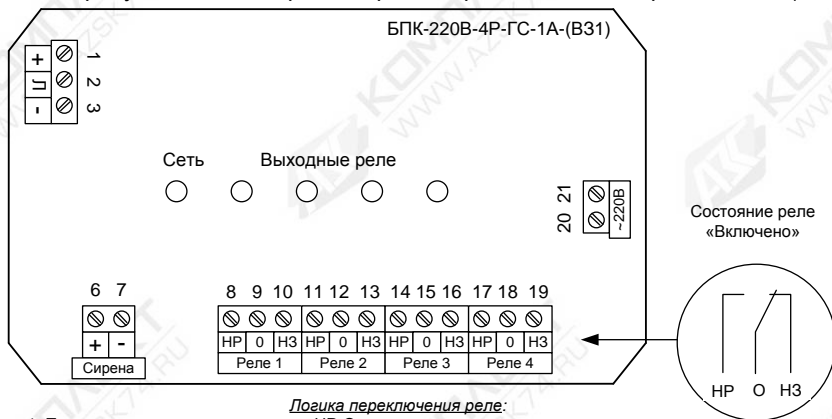 БПК-220В-4Р-ГС-1А-(В31)
+ 1
П 2
- 3
Сеть Выходные реле
21
20
~220В
Состояние реле
«Включено»
6 7 8 9 10 11 12 13 14 15 16 17 18 19
+ - НР 0 НЗ НР 0 НЗ НР 0 НЗ НР 0 НЗ
Сирена Реле 1 Реле 2 Реле 3 Реле 4
НР О НЗ
Логика переключения реле: